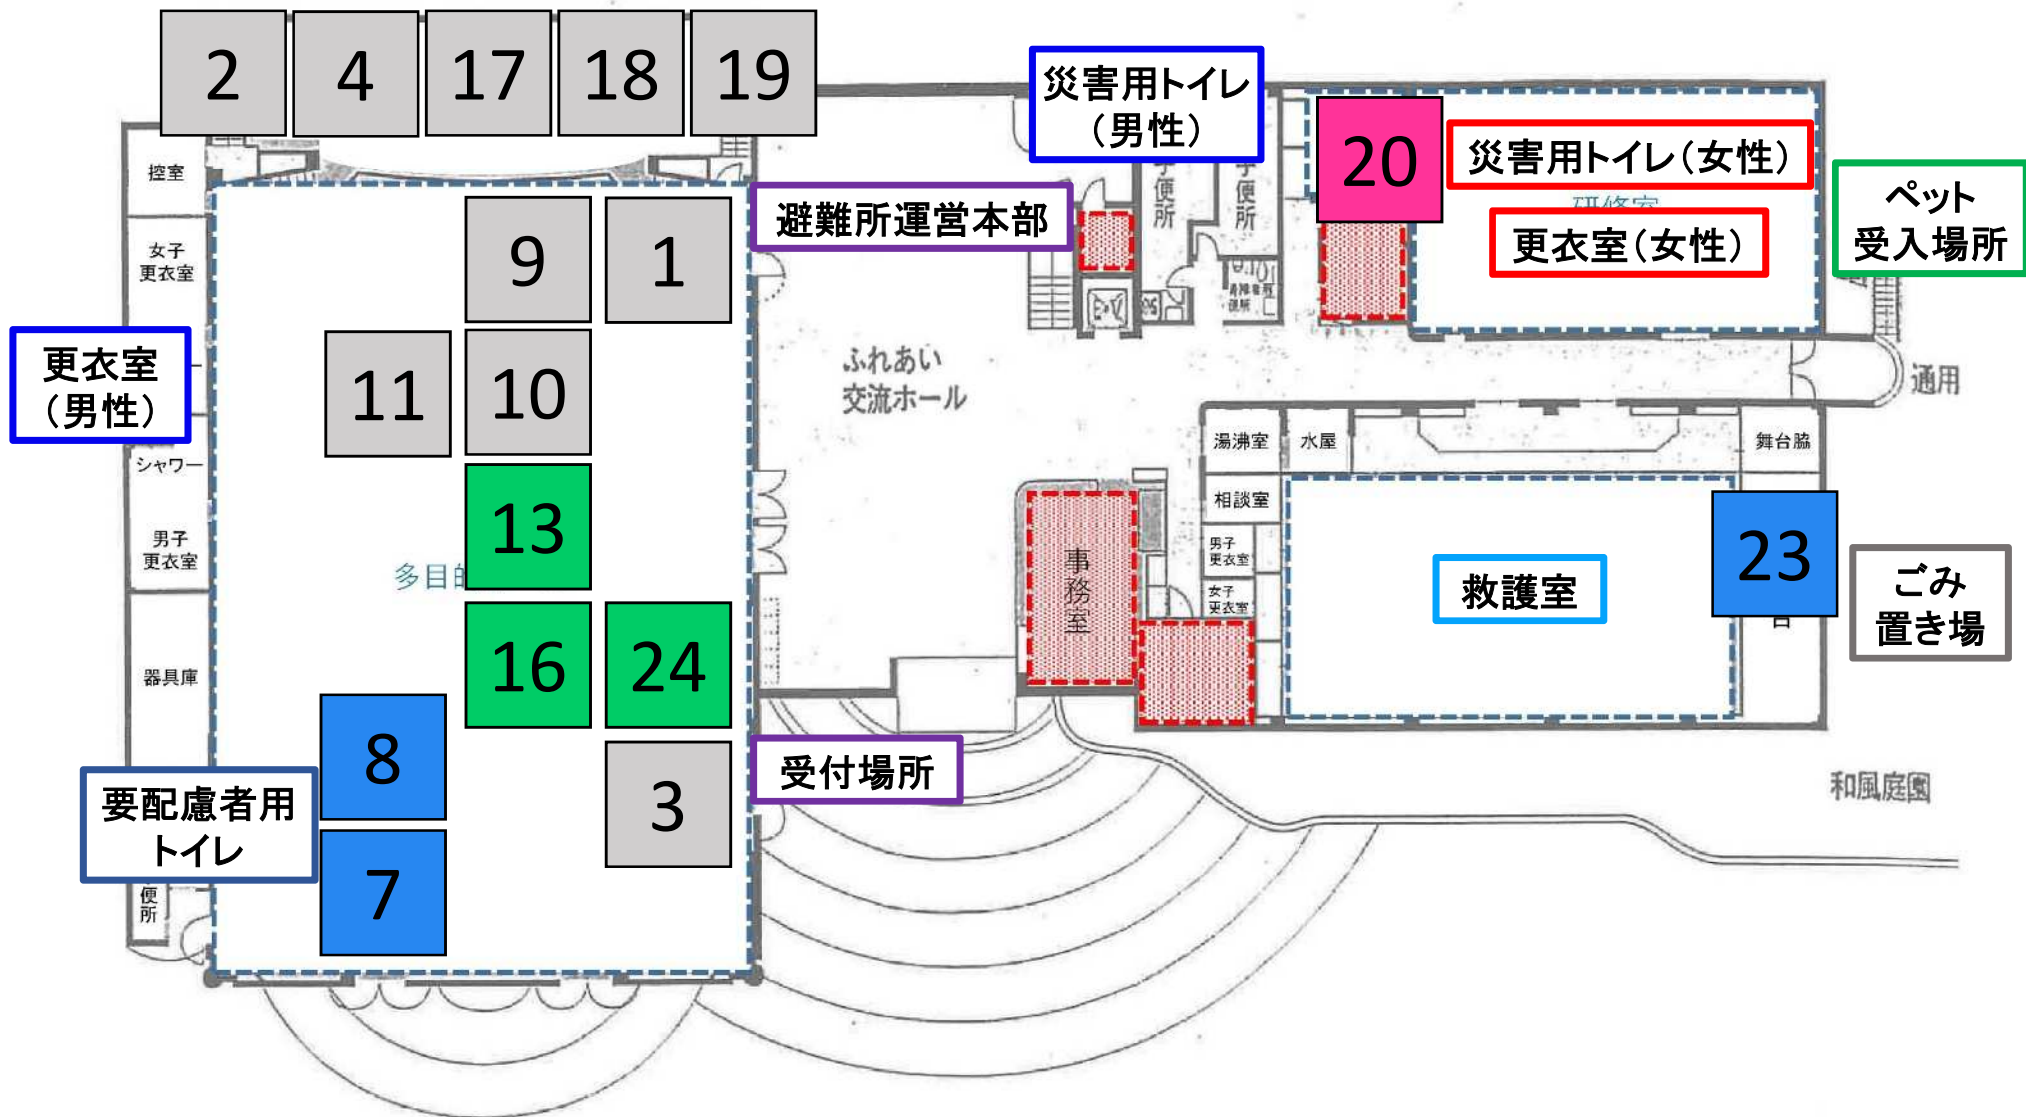 2 4 17 18 19
災害用トイレ
（男性）
20
災害用トイレ（女性）
控室
避難所運営本部
便所
便所
ペット
受入場所
更衣室（女性）
9 1
女子
更衣室
更衣室
（男性）
11 10
ふれあい
交流ホール
通用
湯沸室
水屋
舞台脇
シャワー
13
相談室
男子
更衣室
多目的
事務室
男子
更衣室
女子
更衣室
救護室
23
ごみ
置き場
16 24
器具庫
8
受付場所
3
要配慮者用
トイレ
7
便所
和風庭園